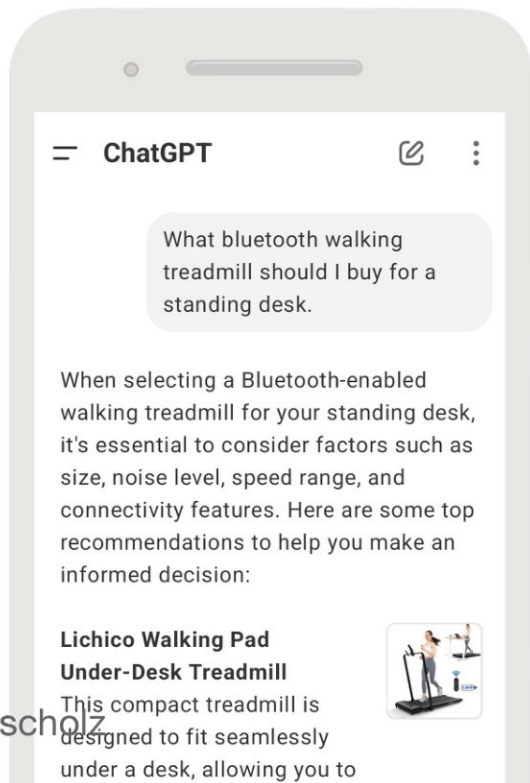 ChatGPT
What bluetooth walking
treadmill should I buy for a
standing desk.
When selecting a Bluetooth-enabled
walking treadmill for your standing desk,
it's essential to consider factors such as
size, noise level, speed range, and
connectivity features. Here are some top
recommendations to help you make an
informed decision:
Lichico Walking Pad
Under-Desk Treadmill
This compact treadmill is
designed to fit seamlessly
under a desk, allowing you to
scholz